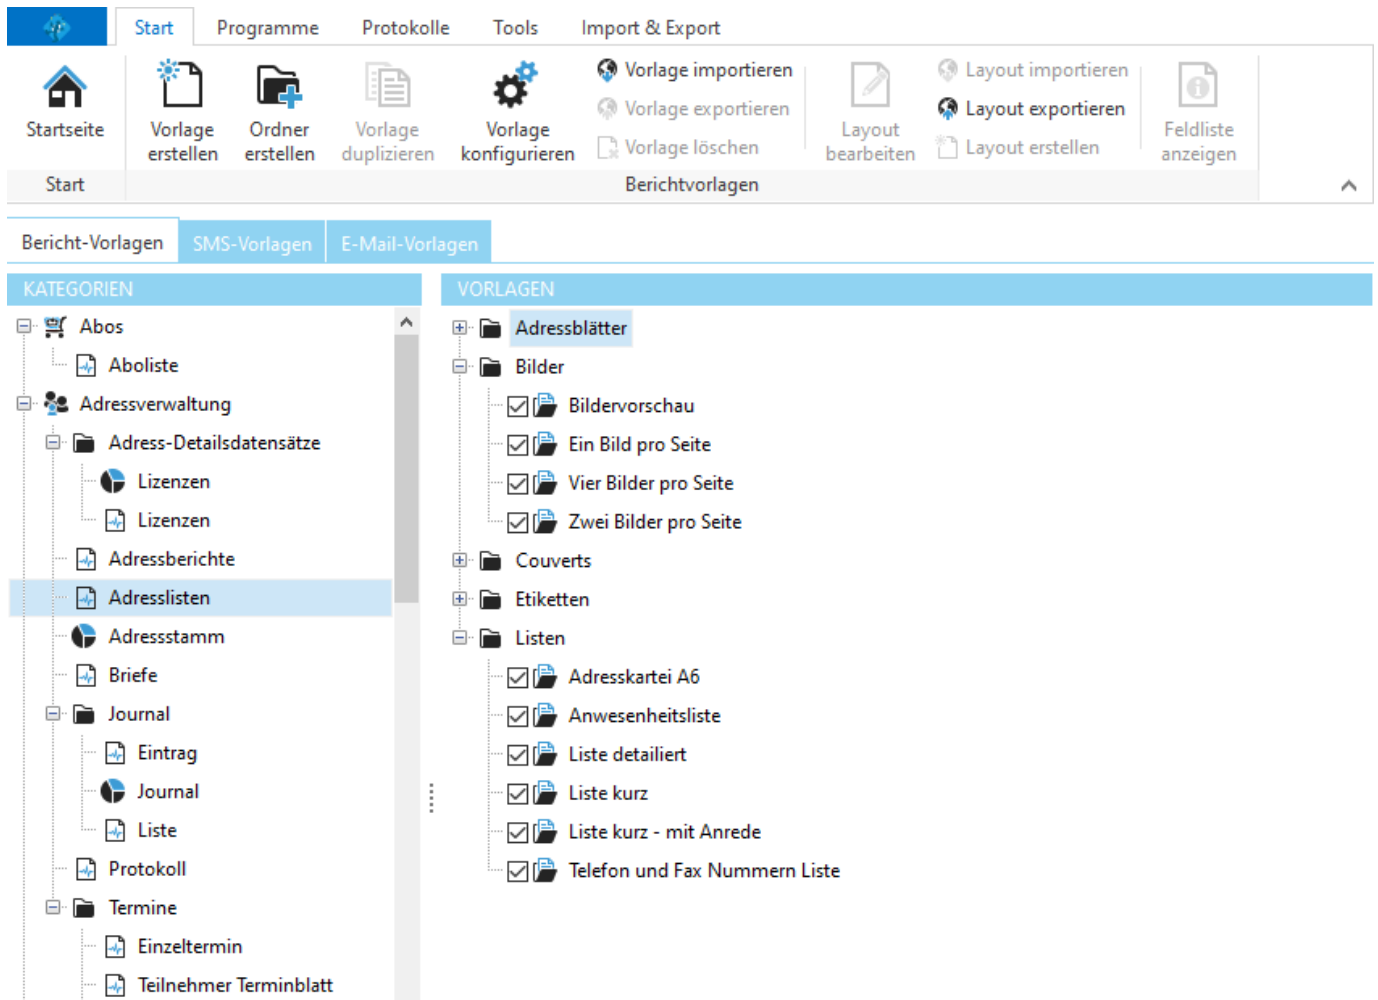 Start Programme Protokolle Tools Import & Export
Startseite
Vorlage erstellen
Ordner erstellen
Vorlage duplizieren
Vorlage konfigurieren
Vorlage importieren
Vorlage exportieren
Vorlage löschen
Layout bearbeiten
Layout importieren
Layout exportieren
Layout erstellen
Feldliste anzeigen
Start
Berichtvorlagen
Bericht-Vorlagen SMS-Vorlagen E-Mail-Vorlagen
KATEGORIEN
Abos
Aboliste
Adressverwaltung
Adress-Detailsdatensätze
Lizenzen
Lizenzen
Adressberichte
Adresslisten
Adressstamm
Briefe
Journal
Eintrag
Journal
Liste
Protokoll
Termine
Einzeltermin
Teilnehmer Terminblatt
VORLAGEN
Adressblätter
Bilder
Bildervorschau
Ein Bild pro Seite
Vier Bilder pro Seite
Zwei Bilder pro Seite
Couverts
Etiketten
Listen
Adresskartei A6
Anwesenheitsliste
Liste detailiert
Liste kurz
Liste kurz - mit Anrede
Telefon und Fax Nummern Liste